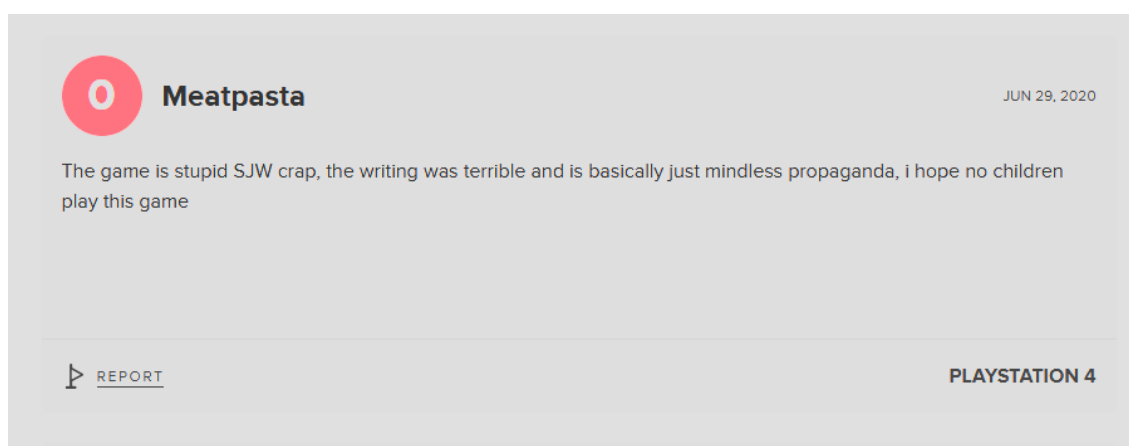 0
Meatpasta
JUN 29, 2020
The game is stupid SJW crap, the writing was terrible and is basically just mindless propaganda, i hope no children
play this game
REPORT
PLAYSTATION 4